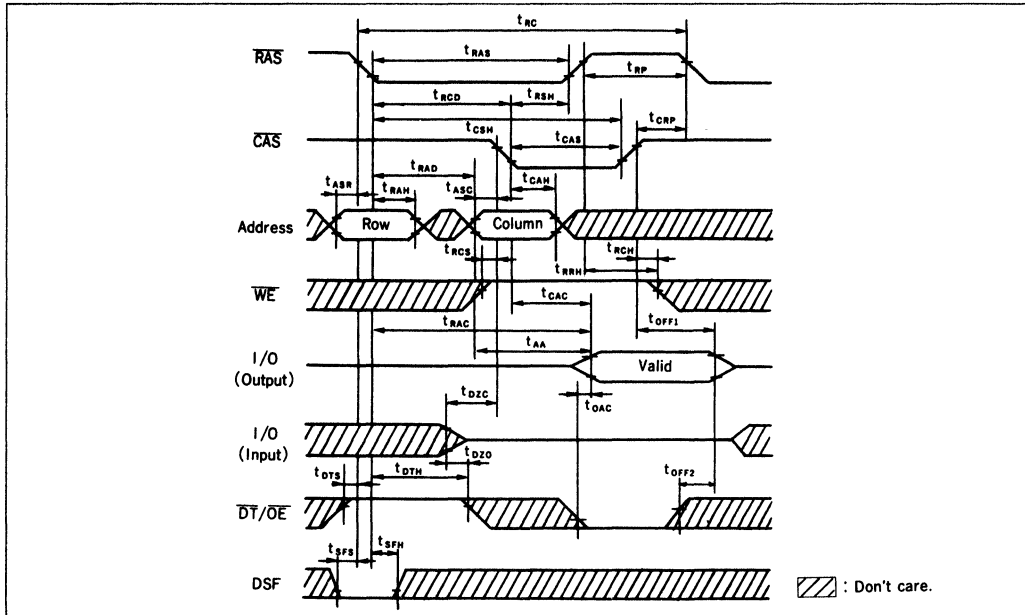 tRC
RAS
tRAS
tRP
tRCD
tRSH
tCRP
CAS
tCSH
tCAS
tRAD
tASR
tRAH
tASC
tCAH
Address
Row
Column
tRCS
tRCH
tRRH
WE
tCAC
tOFF1
tRAC
tAA
I/O
(Output)
Valid
tDZC
tOAC
I/O
(Input)
tDZO
tDTS
tDTH
tOFF2
DT/OE
tSFS
tSFH
DSF
: Don't care.